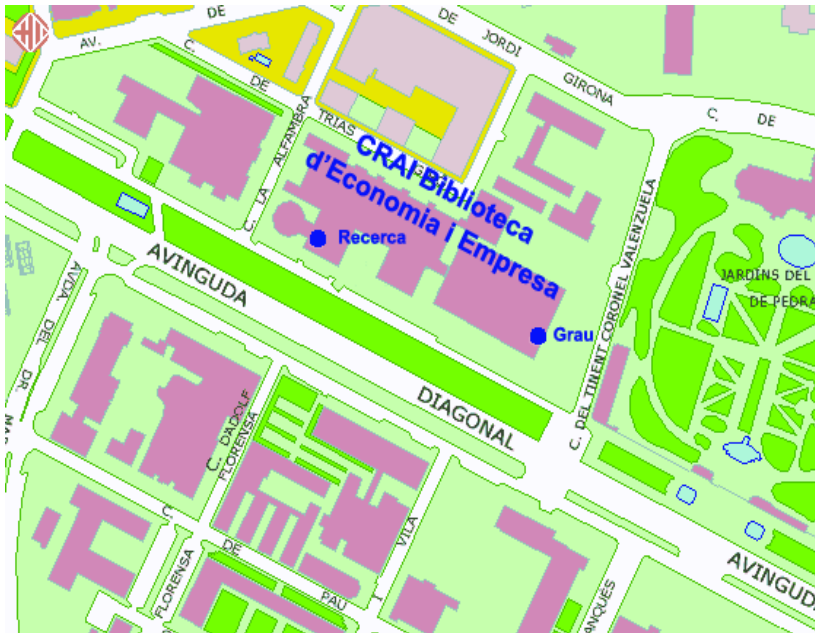 DE
AV.
C.
DE
DE
JORDI
GIRONA
C. DE
C. LA ALFAMBRA
TRIAS
CRAI Biblioteca
d'Economia i Empresa
Recerca
Grau
C. DEL TINENT CORONEL VALENZUELA
JARDINS DEL
DE PEDRA
AVINGUDA
DIAGONAL
AVDA. DEL DR.
C. D'ADOLF
FLORENSA
C.
DE
PAU
FLORENSA
I VILA
ANQUÉS
AVINGUDA